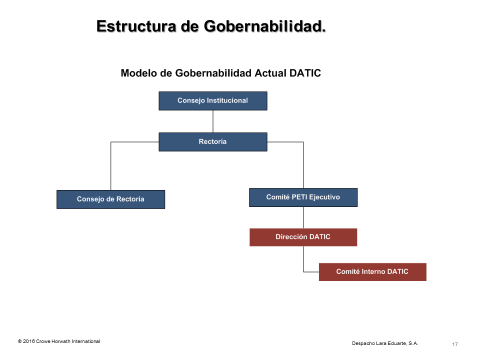 Estructura de Gobernabilidad.
Modelo de Gobernabilidad Actual DATIC
Consejo Institucional
Rectoría
Consejo de Rectoría
Comité PETI Ejecutivo
Dirección DATIC
Comité Interno DATIC
© 2016 Crowe Horwath International
Despacho Lara Eduarte, S.A.
17